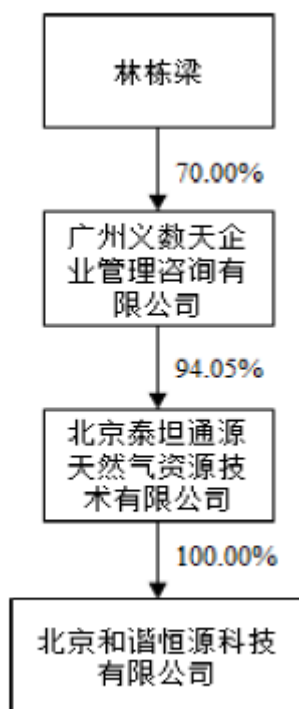 林栋梁
70.00%
广州义数天企
业管理咨询有
限公司
94.05%
北京泰坦通源
天然气资源技
术有限公司
100.00%
北京和谐恒源科技
有限公司